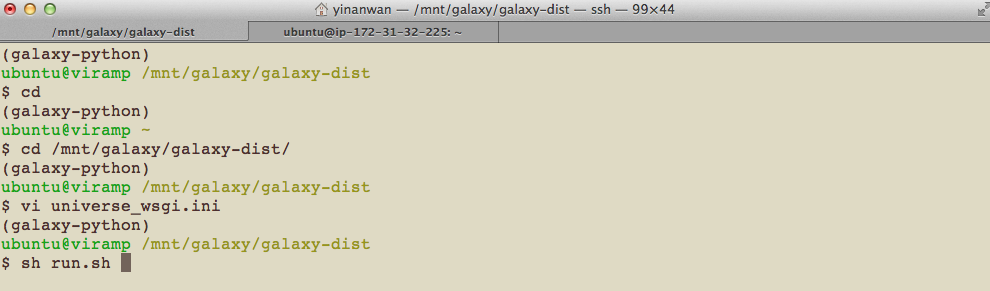 yinanwan — /mnt/galaxy/galaxy-dist — ssh — 99×44
/mnt/galaxy/galaxy-dist ubuntu@ip-172-31-32-225: ~
(galaxy-python)
ubuntu@viramp /mnt/galaxy/galaxy-dist
$ cd
(galaxy-python)
ubuntu@viramp ~
$ cd /mnt/galaxy/galaxy-dist/
(galaxy-python)
ubuntu@viramp /mnt/galaxy/galaxy-dist
$ vi universe_wsgi.ini
(galaxy-python)
ubuntu@viramp /mnt/galaxy/galaxy-dist
$ sh run.sh